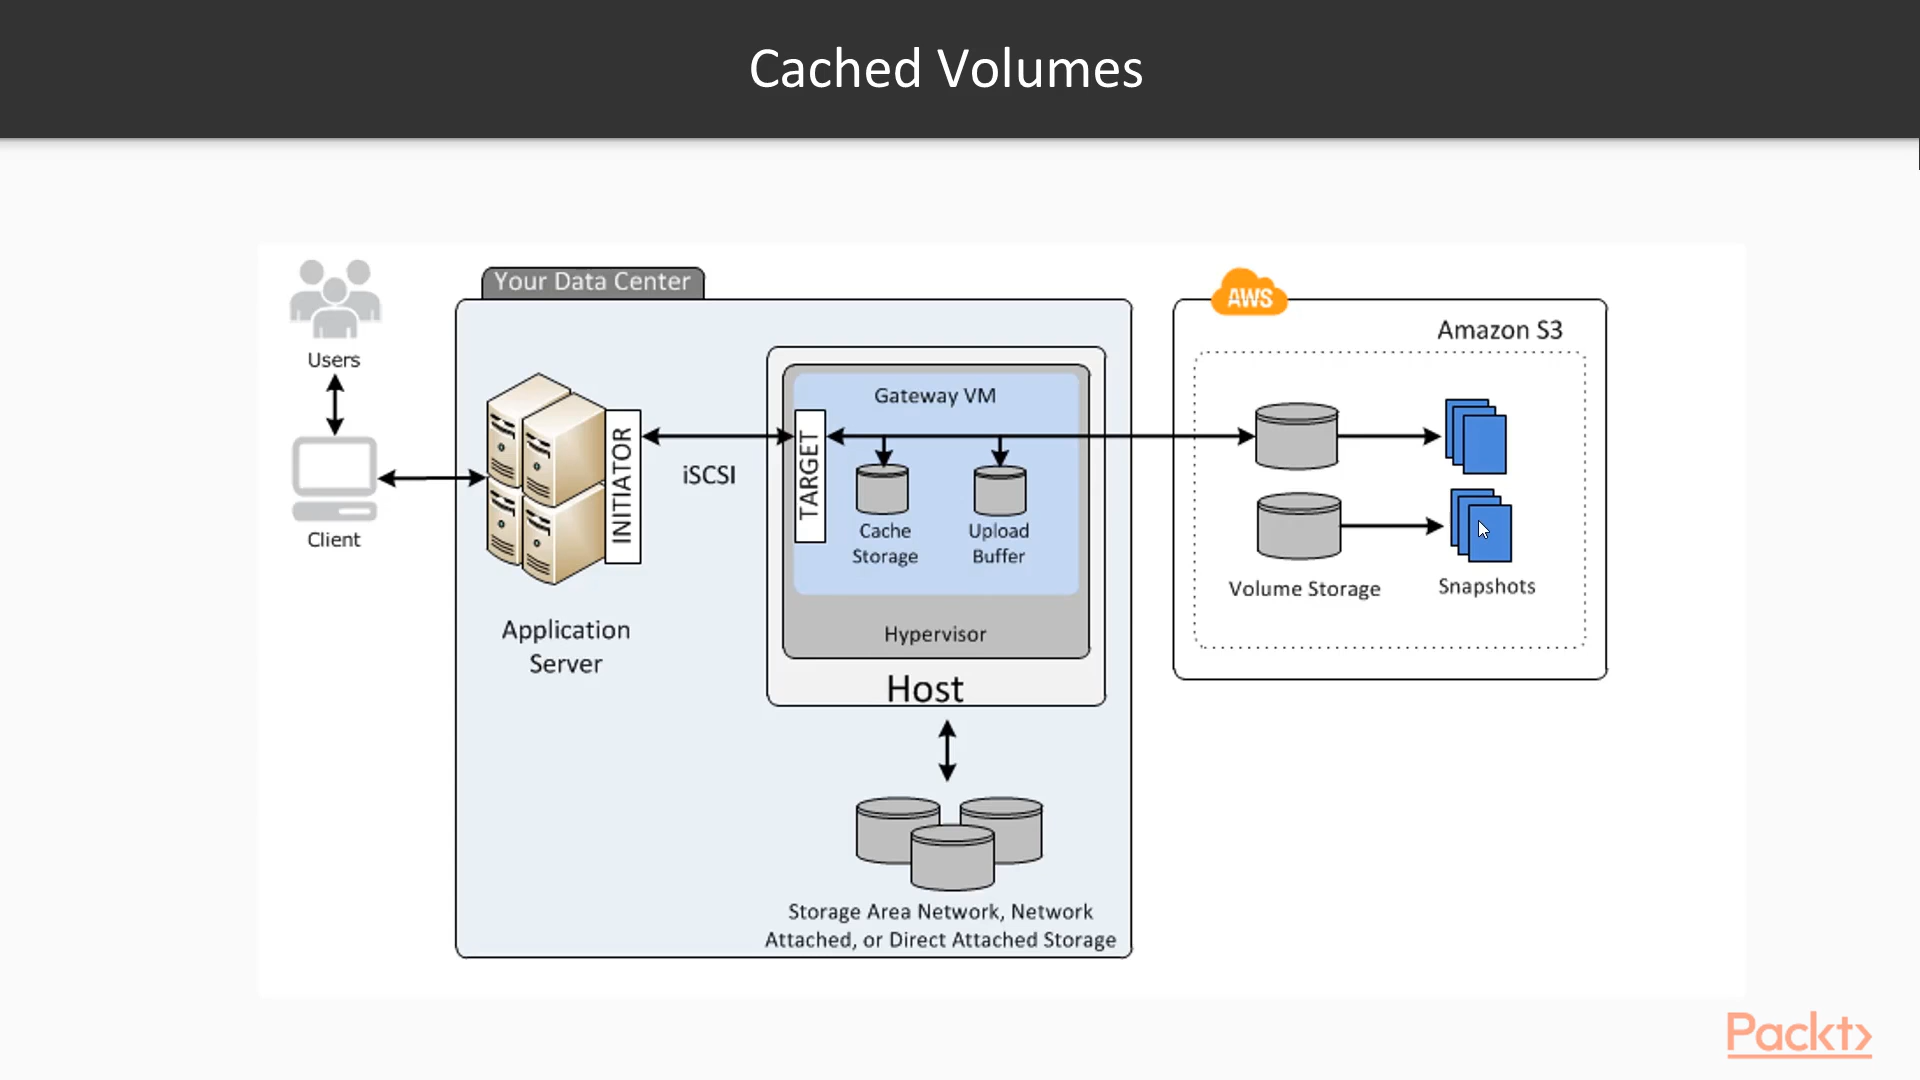 Cached Volumes
Users
Client
Your Data Center
Application
Server
INITIATOR
iSCSI
TARGET
Gateway VM
Cache
Storage
Upload
Buffer
Hypervisor
Host
Storage Area Network, Network
Attached, or Direct Attached Storage
AWS
Amazon S3
Volume Storage
Snapshots
Packt>